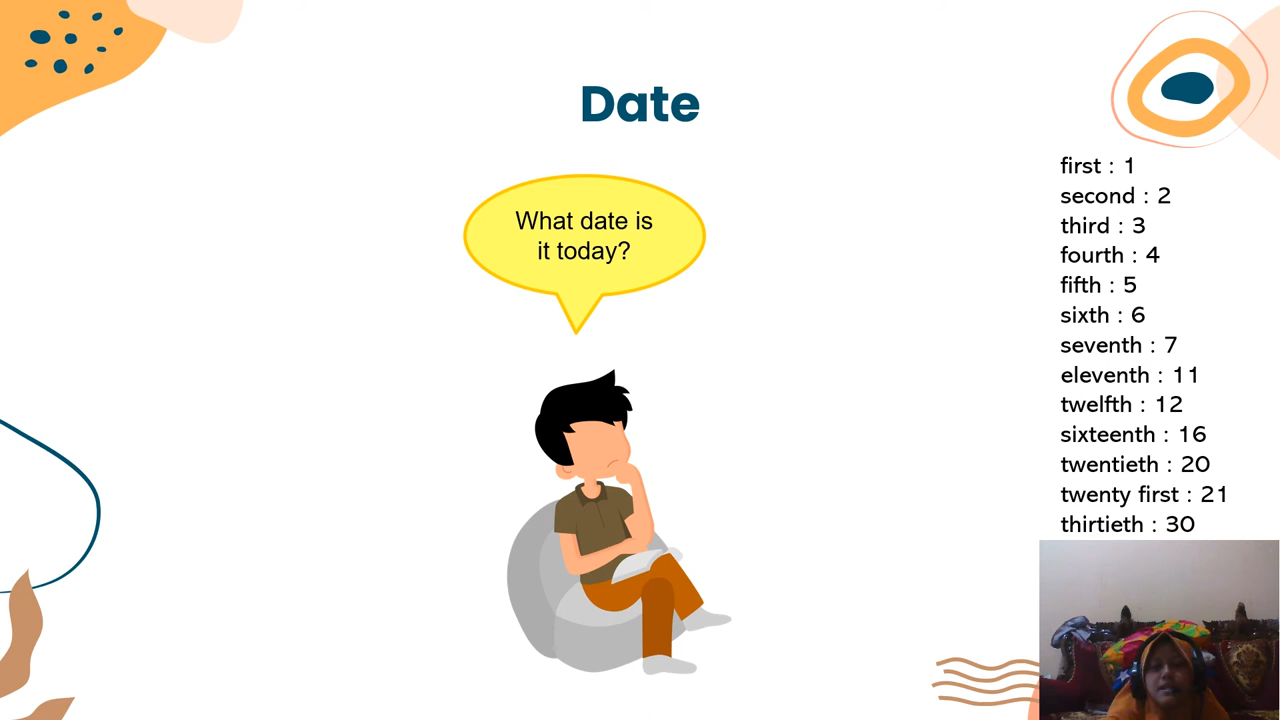 Date
What date is
it today?
first : 1
second : 2
third : 3
fourth : 4
fifth : 5
sixth : 6
seventh : 7
eleventh : 11
twelfth : 12
sixteenth : 16
twentieth : 20
twenty first : 21
thirtieth : 30